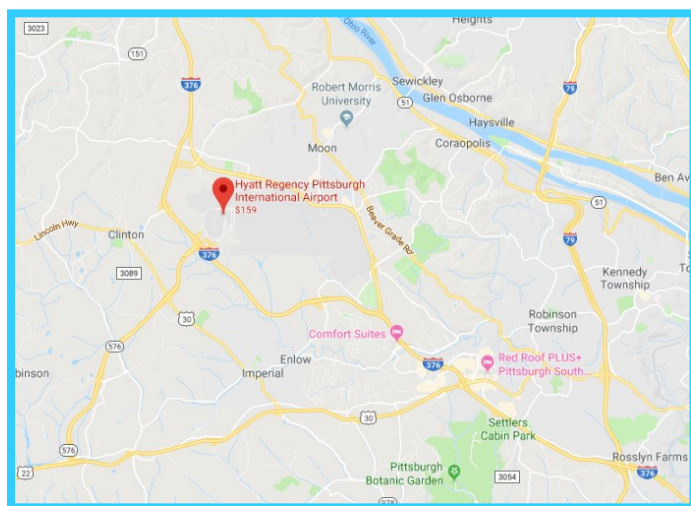 Heights
3023
Ohio River
151
376
79
Robert Morris
University
Sewickley
51
Glen Osborne
Haysville
Moon
Coraopolis
Ben Av
Hyatt Regency Pittsburgh
International Airport
$159
51
Beaver Grade Rd
Lincoln Hwy
Clinton
79
376
3089
Kennedy
Township
30
Robinson
Township
Comfort Suites
576
Enlow
376
Red Roof PLUS+
Pittsburgh South...
binson
Imperial
30
Settlers
Cabin Park
576
Rosslyn Farms
22
Pittsburgh
Botanic Garden
3054
376